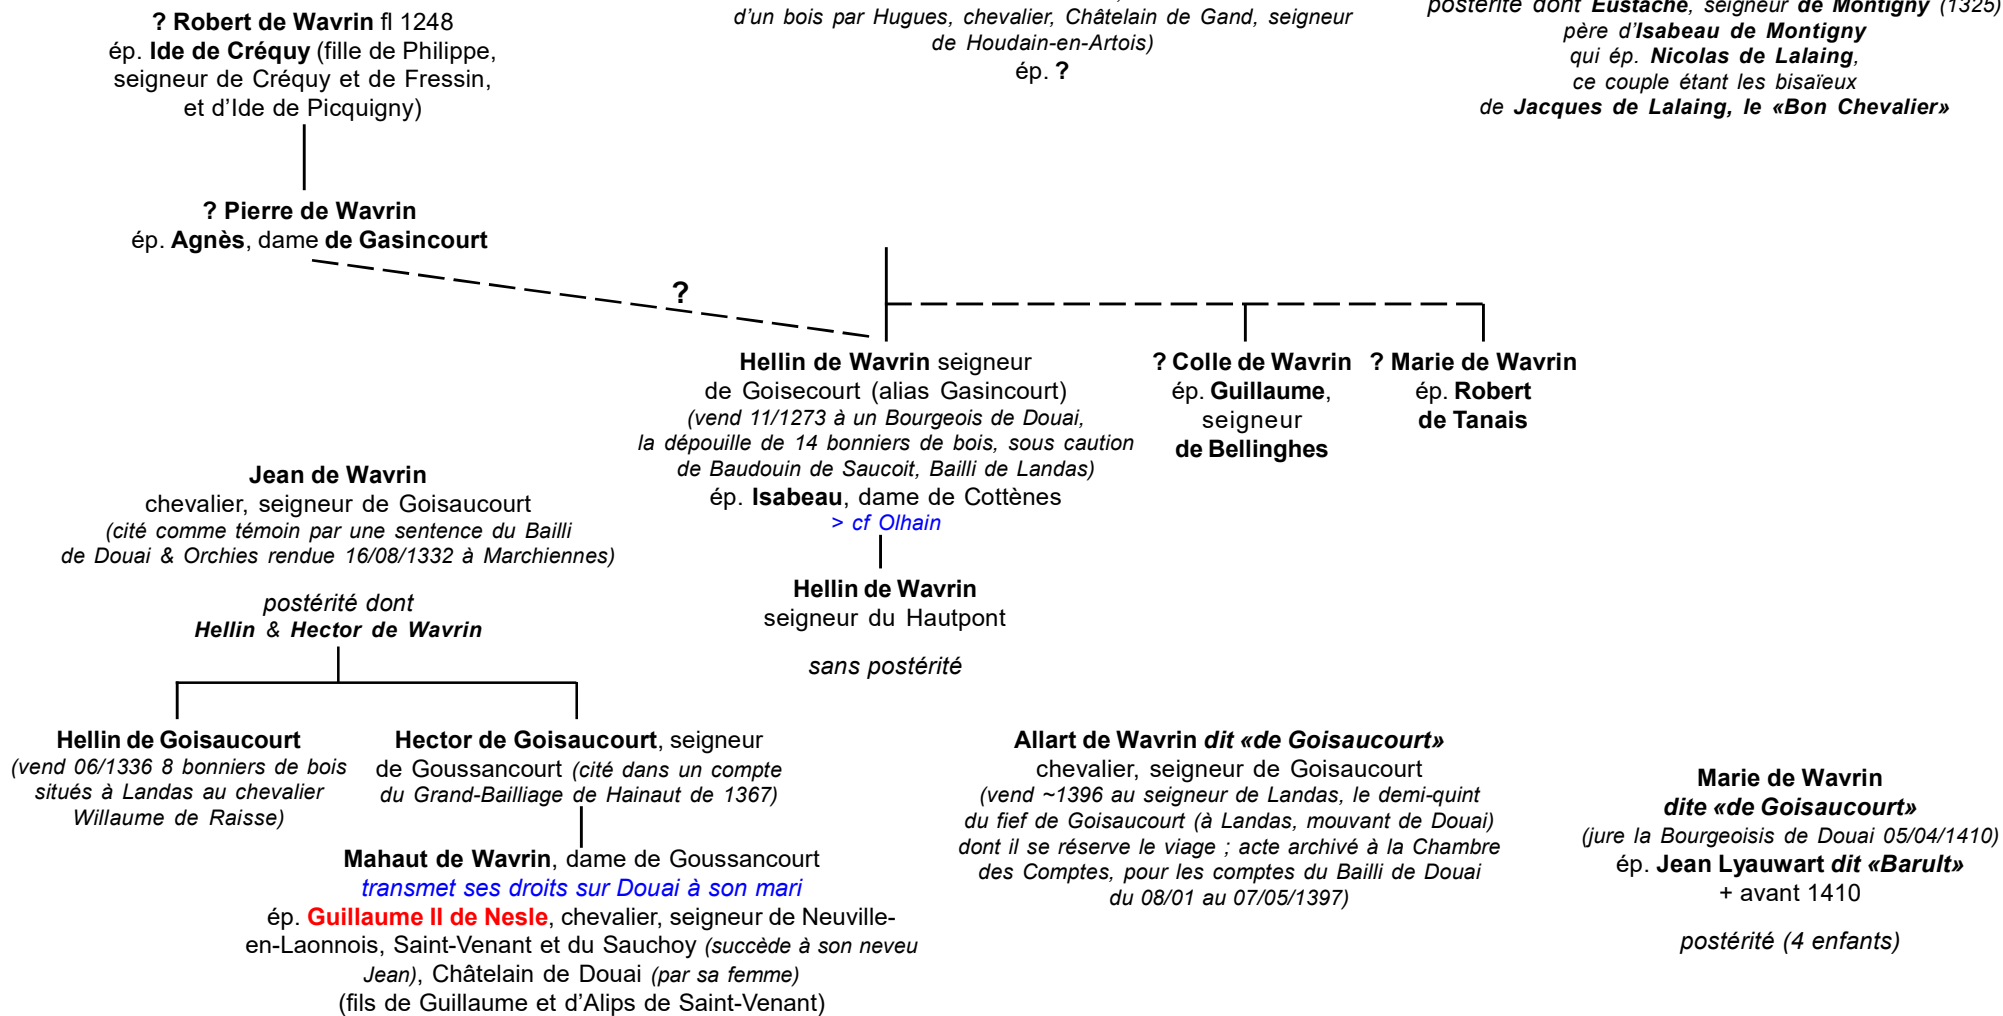 ? Robert de Wavrin fl 1248
ép. Ide de Créquy (fille de Philippe,
seigneur de Créquy et de Fressin,
et d’Ide de Picquigny)
d'un bois par Hugues, chevalier, Châtelain de Gand, seigneur
de Houdain-en-Artois)
ép. ?
postérité dont Eustache, seigneur de Montigny (1325)
père d’Isabeau de Montigny
qui ép. Nicolas de Lalaing,
ce couple étant les bisaïeux
de Jacques de Lalaing, le «Bon Chevalier»
? Pierre de Wavrin
ép. Agnès, dame de Gasincourt
?
Hellin de Wavrin seigneur
de Goisecourt (alias Gasincourt)
(vend 11/1273 à un Bourgeois de Douai,
la dépouille de 14 bonniers de bois, sous caution
de Baudouin de Saucoit, Bailli de Landas)
ép. Isabeau, dame de Cottènes
> cf Olhain
? Colle de Wavrin
ép. Guillaume,
seigneur
de Bellinghes
? Marie de Wavrin
ép. Robert
de Tanais
Jean de Wavrin
chevalier, seigneur de Goisaucourt
(cité comme témoin par une sentence du Bailli
de Douai & Orchies rendue 16/08/1332 à Marchiennes)
postérité dont
Hellin & Hector de Wavrin
Hellin de Wavrin
seigneur du Hautpont
sans postérité
Hellin de Goisaucourt
(vend 06/1336 8 bonniers de bois
situés à Landas au chevalier
Willaume de Raisse)
Hector de Goisaucourt, seigneur
de Goussancourt (cité dans un compte
du Grand-Bailliage de Hainaut de 1367)
Mahaut de Wavrin, dame de Goussancourt
transmet ses droits sur Douai à son mari
ép. Guillaume II de Nesle, chevalier, seigneur de Neuville-
en-Laonnois, Saint-Venant et du Sauchoy (succède à son neveu
Jean), Châtelain de Douai (par sa femme)
(fils de Guillaume et d’Alips de Saint-Venant)
Allart de Wavrin dit «de Goisaucourt»
chevalier, seigneur de Goisaucourt
(vend ~1396 au seigneur de Landas, le demi-quint
du fief de Goisaucourt (à Landas, mouvant de Douai)
dont il se réserve le viage ; acte archivé à la Chambre
des Comptes, pour les comptes du Bailli de Douai
du 08/01 au 07/05/1397)
Marie de Wavrin
dite «de Goisaucourt»
(jure la Bourgeoisis de Douai 05/04/1410)
ép. Jean Lyauwart dit «Barult»
+ avant 1410
postérité (4 enfants)